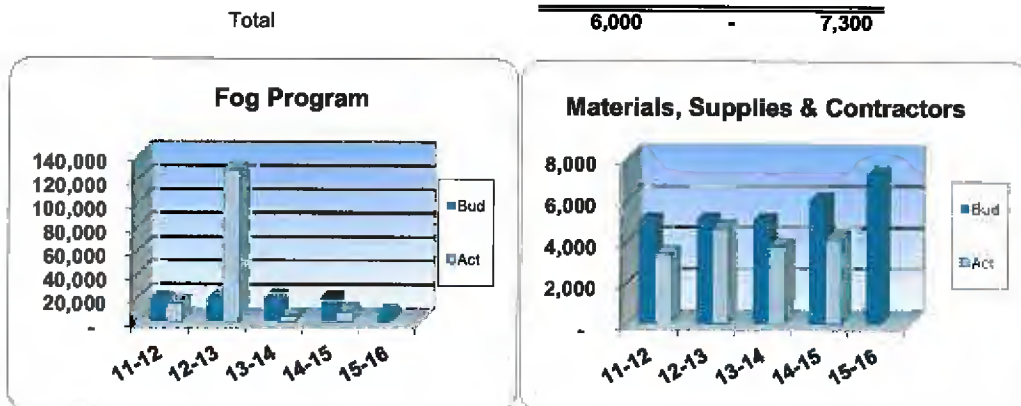 Total 6,000 - 7,300
Fog Program
140,000
120,000
100,000
80,000
60,000
40,000
20,000
-
11-12 12-13 13-14 14-15 15-16
Bud
Act
Materials, Supplies & Contractors
8,000
6,000
4,000
2,000
-
11-12 12-13 13-14 14-15 15-16
Bud
Act